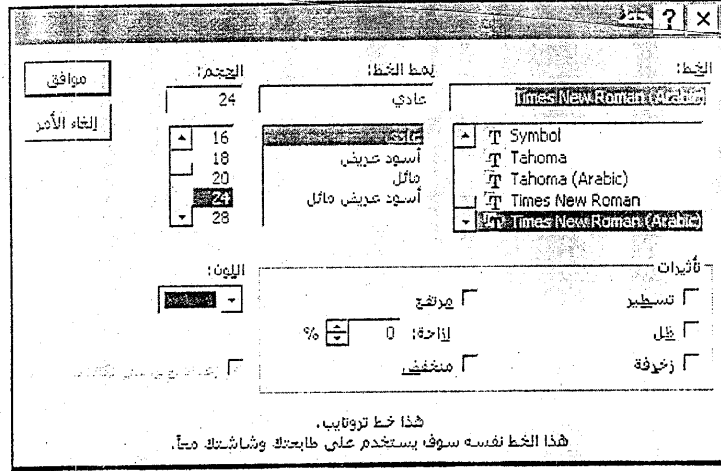 خط
الخط: نمط الخط: الحجم:
Times New Roman (Arabic) عادي 24 موافق
إلغاء الأمر
Symbol عادي 16
Tahoma أسود عريض 18
Tahoma (Arabic) مائل 20
Times New Roman أسود عريض مائل 24
Times New Roman (Arabic) 28
تأثيرات اللون:
تسطير مرتفع
ظل إزاحة: 0 %
زخرفة منخفض
هذا خط تروتايب.
هذا الخط نفسه سوف يستخدم على طابعتك وشاشتك معاً.